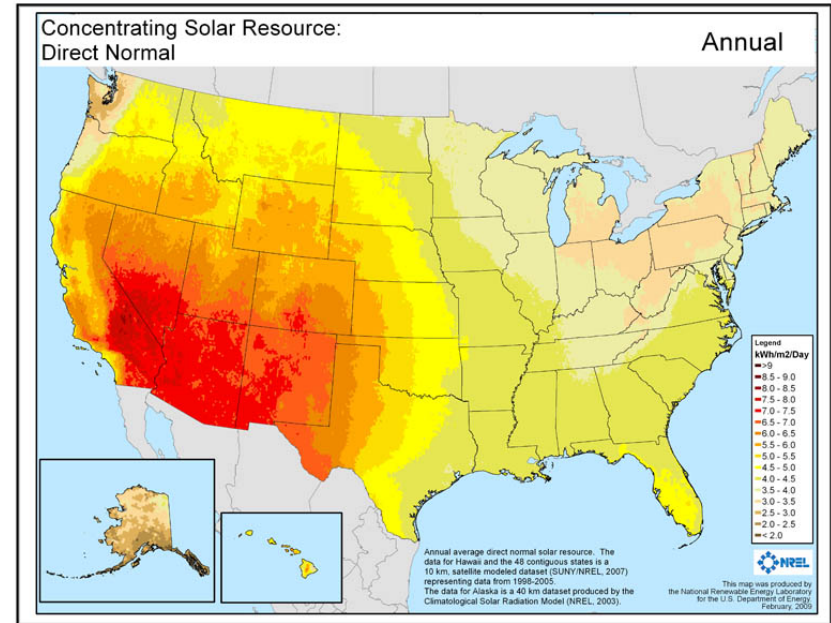 Concentrating Solar Resource:
Direct Normal
Annual
Legend
kWh/m2/Day
>9
8.5 - 9.0
8.0 - 8.5
7.5 - 8.0
7.0 - 7.5
6.5 - 7.0
6.0 - 6.5
5.5 - 6.0
5.0 - 5.5
4.5 - 5.0
4.0 - 4.5
3.5 - 4.0
3.0 - 3.5
2.5 - 3.0
2.0 - 2.5
< 2.0
Annual average direct normal solar resource. The
data for Hawaii and the 48 contiguous states is a
10 km, satellite modeled dataset (SUNY/NREL, 2007)
representing data from 1998-2005.
The data for Alaska is a 40 km dataset produced by the
Climatological Solar Radiation Model (NREL, 2003).
NREL
This map was produced by
the National Renewable Energy Laboratory
for the U.S. Department of Energy.
February, 2009